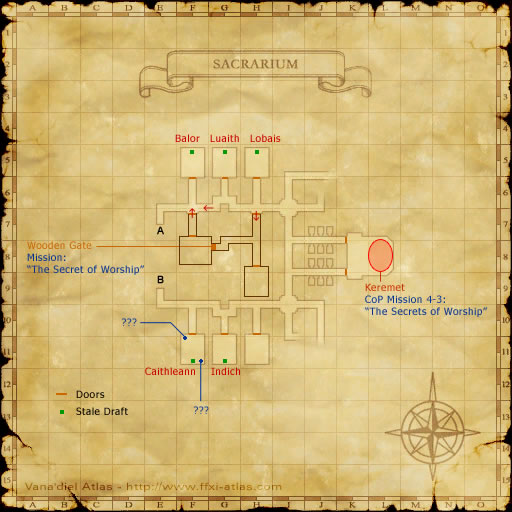 A B C D E F G H I J K L M N O
SACRARIUM
Balor Luaith Lobais
A
Wooden Gate
Mission:
“The Secret of Worship”
Keremet
CoP Mission 4-3:
“The Secrets of Worship”
B
???
Caithleann Indich
???
Doors
Stale Draft
Vana'diel Atlas - http://www.ffxi-atlas.com
A B C D E F G H I J K L M N O
1
2
3
4
5
6
7
8
9
10
11
12
13
14
15